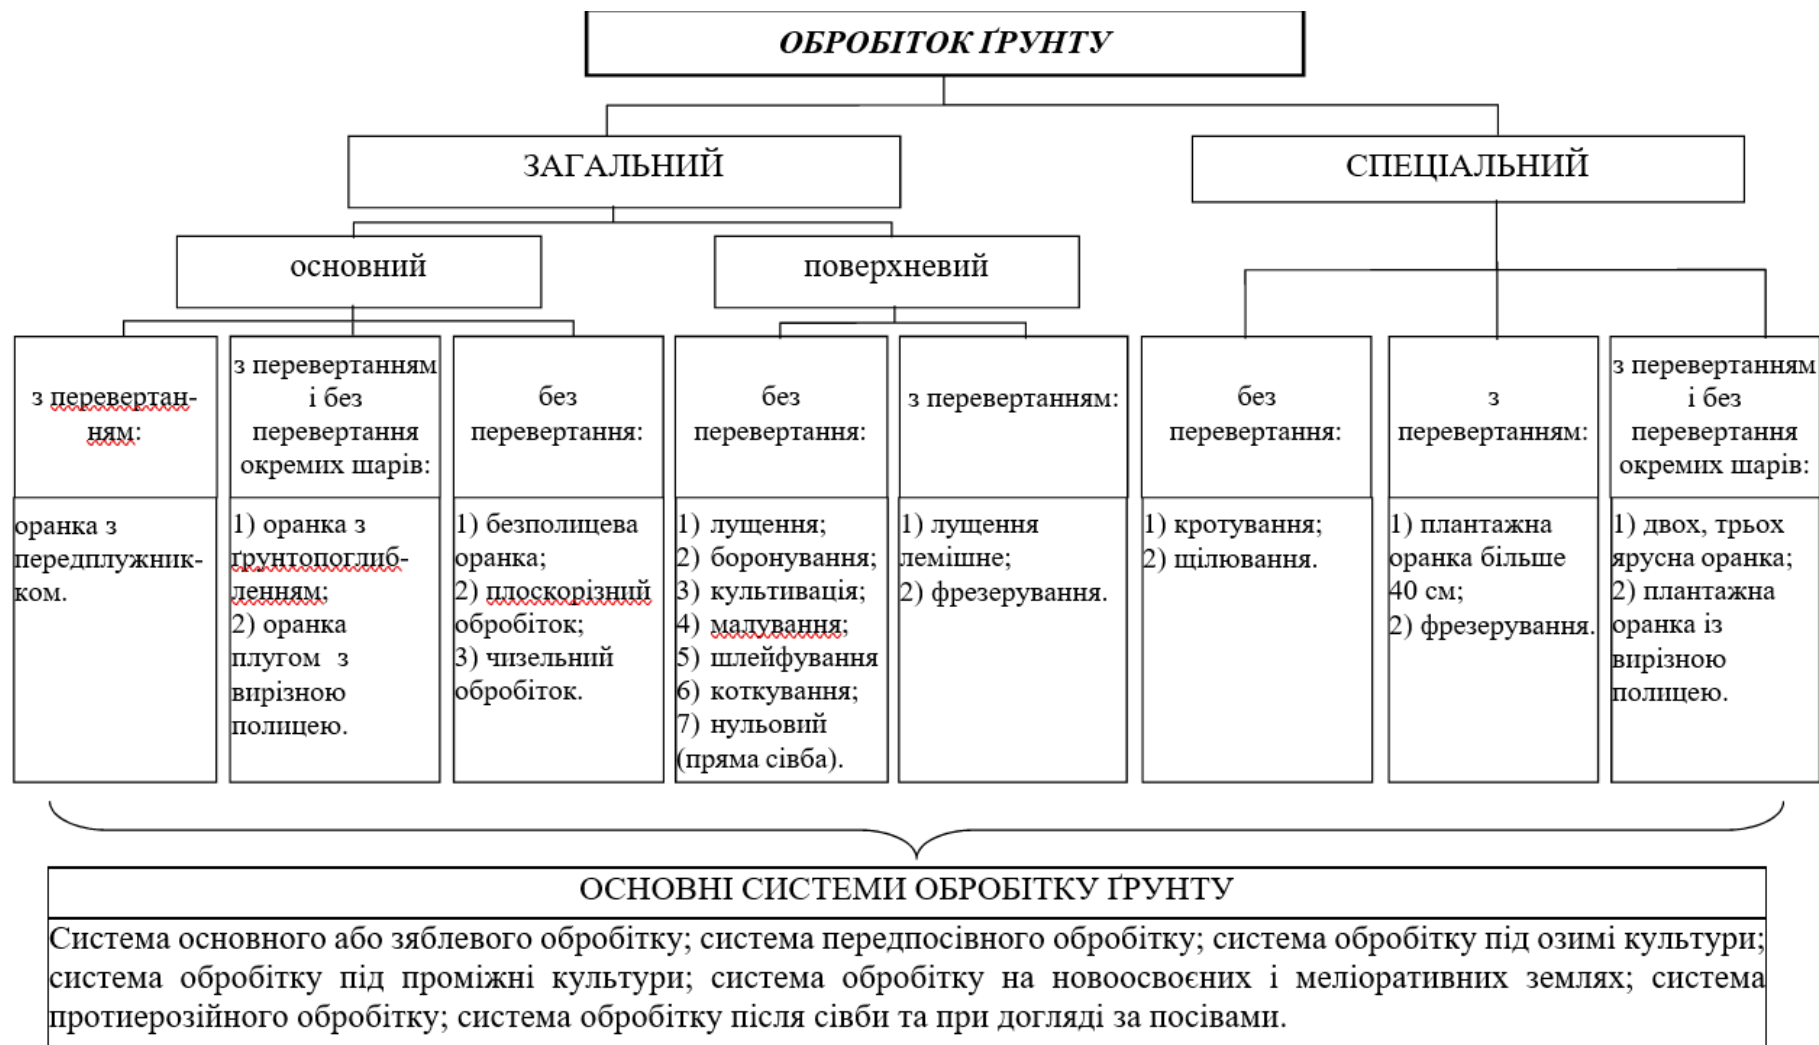 ОБРОБІТОК ҐРУНТУ
ЗАГАЛЬНИЙ
СПЕЦІАЛЬНИЙ
основний
поверхневий
з перевертан-
ням:
з перевертанням
і без
перевертання
окремих шарів:
без
перевертання:
без
перевертання:
з перевертанням:
без
перевертання:
з
перевертанням:
з перевертанням
і без
перевертання
окремих шарів:
оранка з
передплужник-
ком.
1) оранка з
ґрунтопоглиб-
ленням;
2) оранка
плугом з
вирізною
полицею.
1) безполицева
оранка;
2) плоскорізний
обробіток;
3) чизельний
обробіток.
1) лущення;
2) боронування;
3) культивація;
4) малування;
5) шлейфування
6) коткування;
7) нульовий
(пряма сівба).
1) лущення
лемішне;
2) фрезерування.
1) кротування;
2) щілювання.
1) плантажна
оранка більше
40 см;
2) фрезерування.
1) двох, трьох
ярусна оранка;
2) плантажна
оранка із
вирізною
полицею.
ОСНОВНІ СИСТЕМИ ОБРОБІТКУ ҐРУНТУ
Система основного або зяблевого обробітку; система передпосівного обробітку; система обробітку під озимі культури;
система обробітку під проміжні культури; система обробітку на новоосвоєних і меліоративних землях; система
протиерозійного обробітку; система обробітку після сівби та при догляді за посівами.